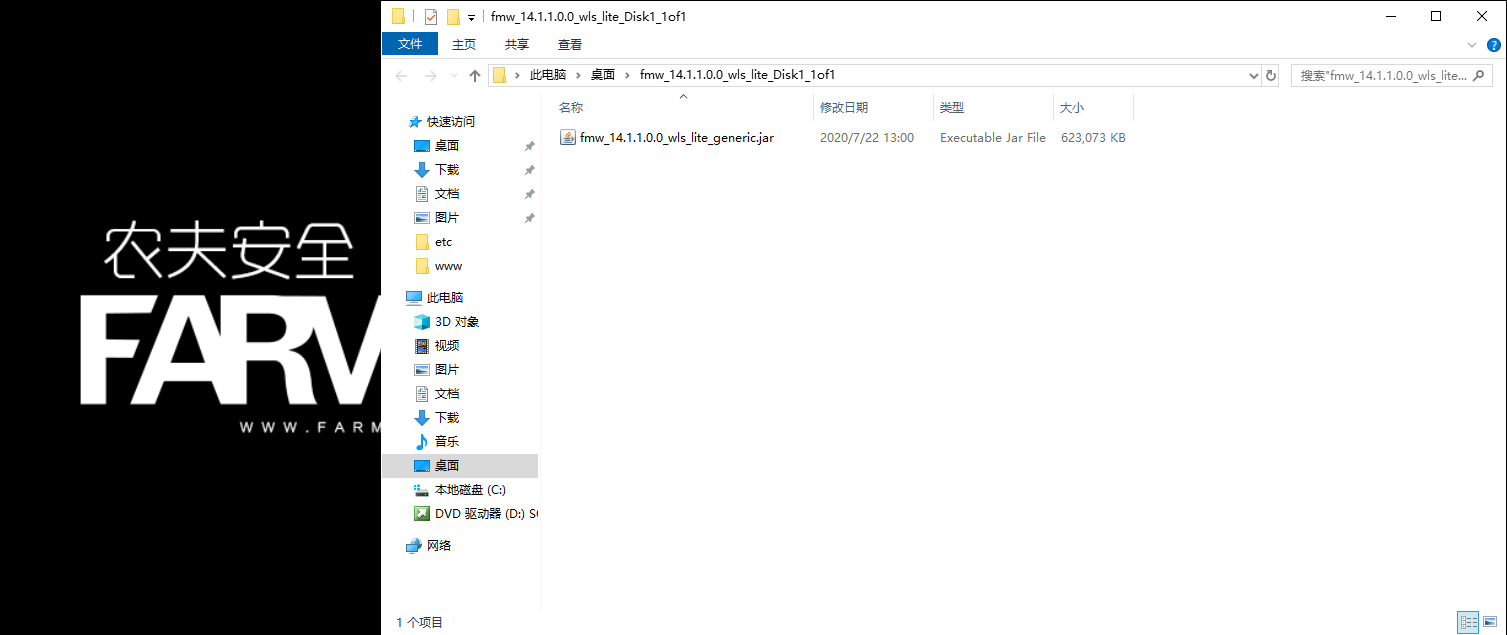 农夫安全
FARM
WWW.FARM
fmw_14.1.1.0.0_wls_lite_Disk1_1of1
文件 主页 共享 查看
此电脑 桌面 fmw_14.1.1.0.0_wls_lite_Disk1_1of1
搜索"fmw_14.1.1.0.0_wls_lite...
快速访问
桌面
下载
文档
图片
etc
www
此电脑
3D 对象
视频
图片
文档
下载
音乐
桌面
本地磁盘 (C:)
DVD 驱动器 (D:)
网络
名称 修改日期 类型 大小
fmw_14.1.1.0.0_wls_lite_generic.jar 2020/7/22 13:00 Executable Jar File 623,073 KB
1 个项目